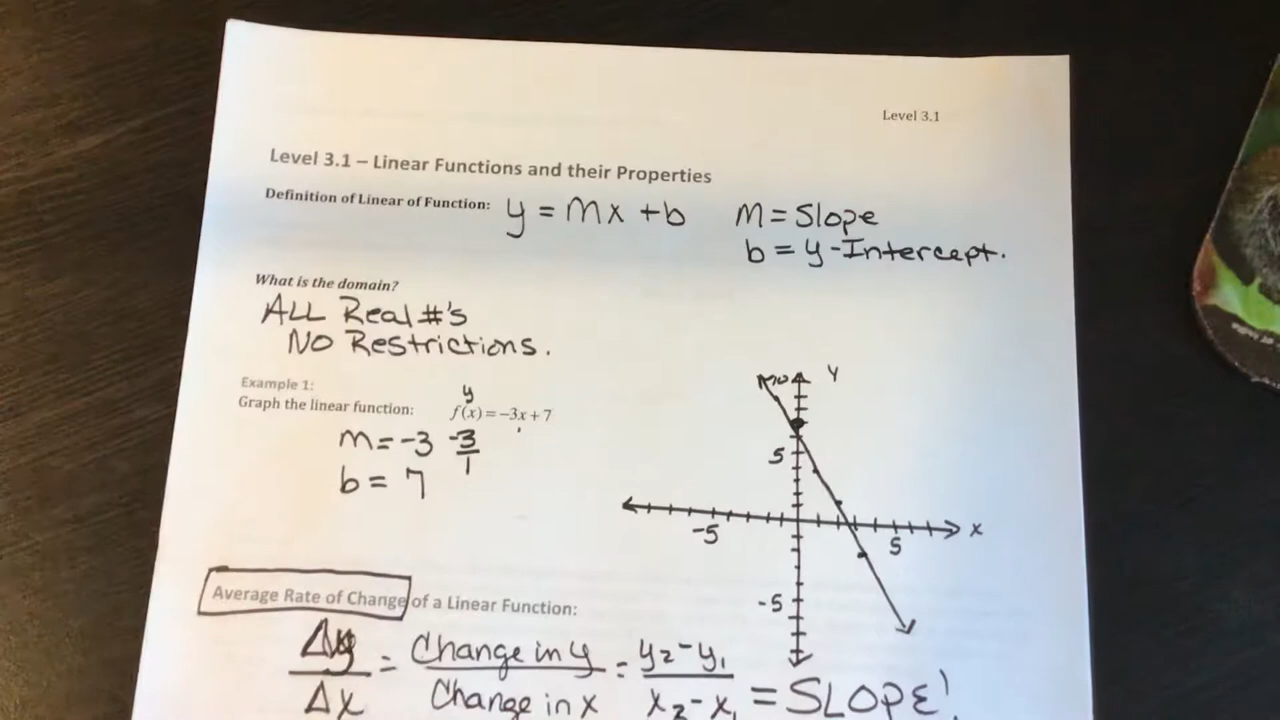 Level 3.1
Level 3.1 – Linear Functions and their Properties
Definition of Linear of Function: y = mx + b m = Slope
b = y-Intercept.
What is the domain?
ALL Real #'s
NO Restrictions.
Example 1:
y
Graph the linear function: f(x) = −3x + 7
m = -3 -3/1
b = 7
y
5
-5 5 x
-5
Average Rate of Change of a Linear Function:
Δy/Δx = Change in y/Change in x = y₂-y₁/x₂-x₁ = SLOPE!